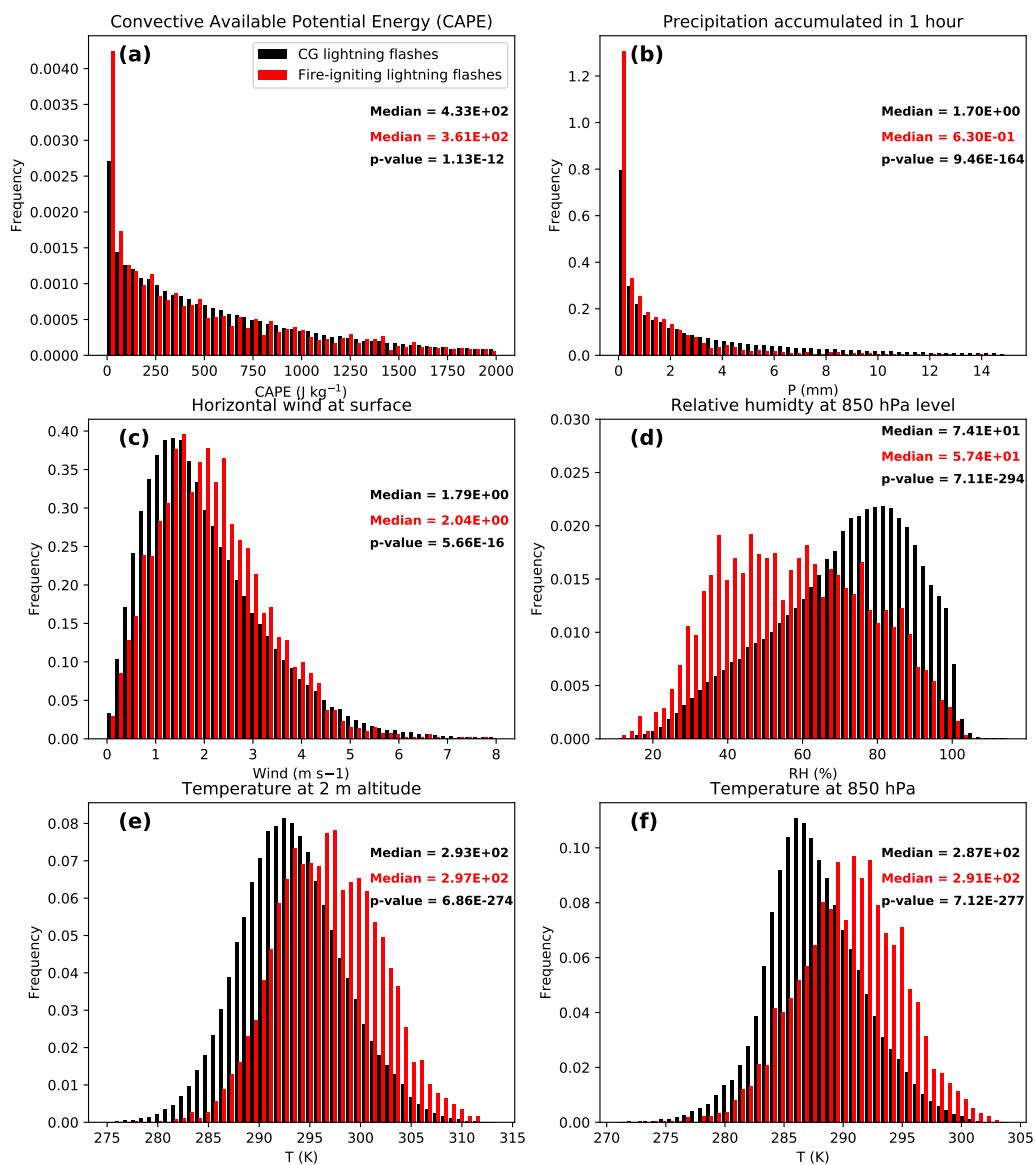 Convective Available Potential Energy (CAPE)
(a)
CG lightning flashes
Fire-igniting lightning flashes
Median = 4.33E+02
Median = 3.61E+02
p-value = 1.13E-12
Frequency
0.0040
0.0035
0.0030
0.0025
0.0020
0.0015
0.0010
0.0005
0.0000
0 250 500 750 1000 1250 1500 1750 2000
CAPE (J kg⁻¹)
Precipitation accumulated in 1 hour
(b)
Median = 1.70E+00
Median = 6.30E-01
p-value = 9.46E-164
Frequency
1.2
1.0
0.8
0.6
0.4
0.2
0.0
0 2 4 6 8 10 12 14
P (mm)
Horizontal wind at surface
(c)
Median = 1.79E+00
Median = 2.04E+00
p-value = 5.66E-16
Frequency
0.40
0.35
0.30
0.25
0.20
0.15
0.10
0.05
0.00
0 1 2 3 4 5 6 7 8
Wind (m s−1)
Relative humidity at 850 hPa level
(d)
Median = 7.41E+01
Median = 5.74E+01
p-value = 7.11E-294
Frequency
0.030
0.025
0.020
0.015
0.010
0.005
0.000
20 40 60 80 100
RH (%)
Temperature at 2 m altitude
(e)
Median = 2.93E+02
Median = 2.97E+02
p-value = 6.86E-274
Frequency
0.08
0.07
0.06
0.05
0.04
0.03
0.02
0.01
0.00
275 280 285 290 295 300 305 310 315
T (K)
Temperature at 850 hPa
(f)
Median = 2.87E+02
Median = 2.91E+02
p-value = 7.12E-277
Frequency
0.10
0.08
0.06
0.04
0.02
0.00
270 275 280 285 290 295 300 305
T (K)